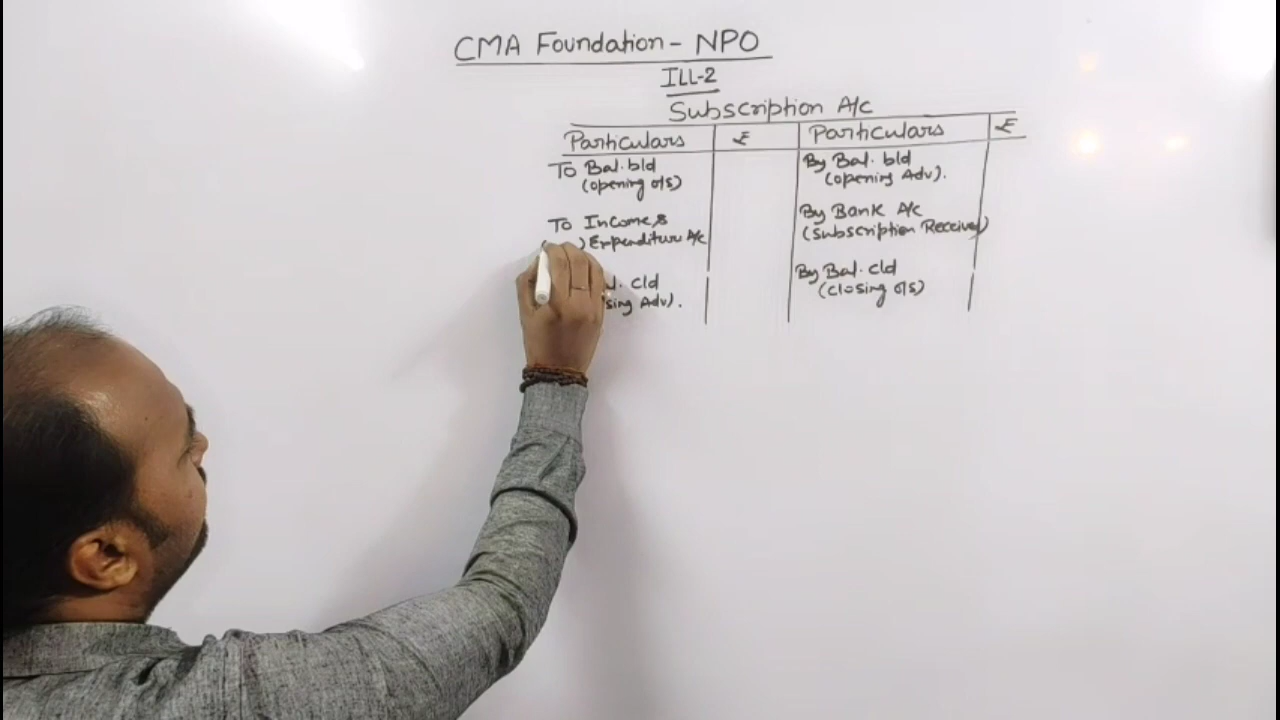 CMA Foundation - NPO
ILL-2
Subscription A/c
Particulars ₹ Particulars ₹
To Bal. b/d
(opening o/s)
To Income &
Expenditure A/c
c/d
Adv).
By Bal. b/d
(opening Adv).
By Bank A/c
(Subscription Received)
By Bal. c/d
(closing o/s)